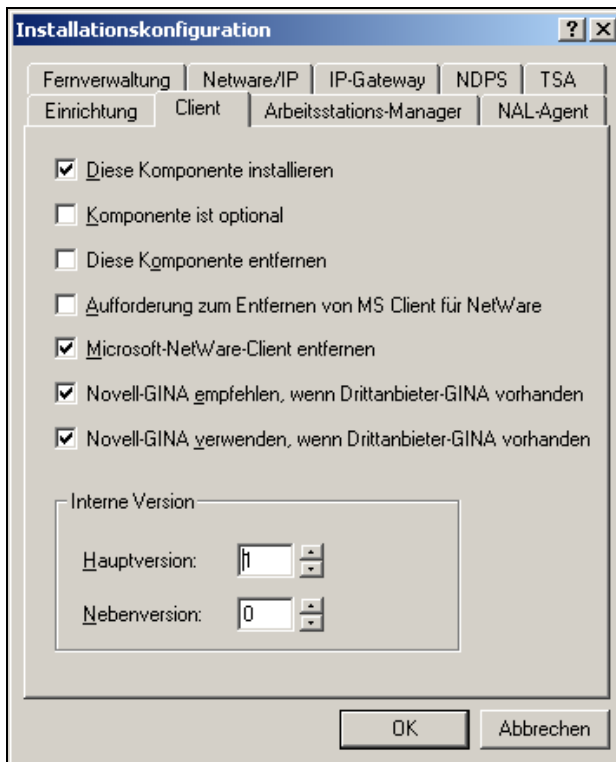 Installationskonfiguration
Fernverwaltung Netware/IP IP-Gateway NDPS TSA
Einrichtung Client Arbeitsstations-Manager NAL-Agent
Diese Komponente installieren
Komponente ist optional
Diese Komponente entfernen
Aufforderung zum Entfernen von MS Client für NetWare
Microsoft-NetWare-Client entfernen
Novell-GINA empfehlen, wenn Drittanbieter-GINA vorhanden
Novell-GINA verwenden, wenn Drittanbieter-GINA vorhanden
Interne Version
Hauptversion: 1
Nebenversion: 0
OK Abbrechen